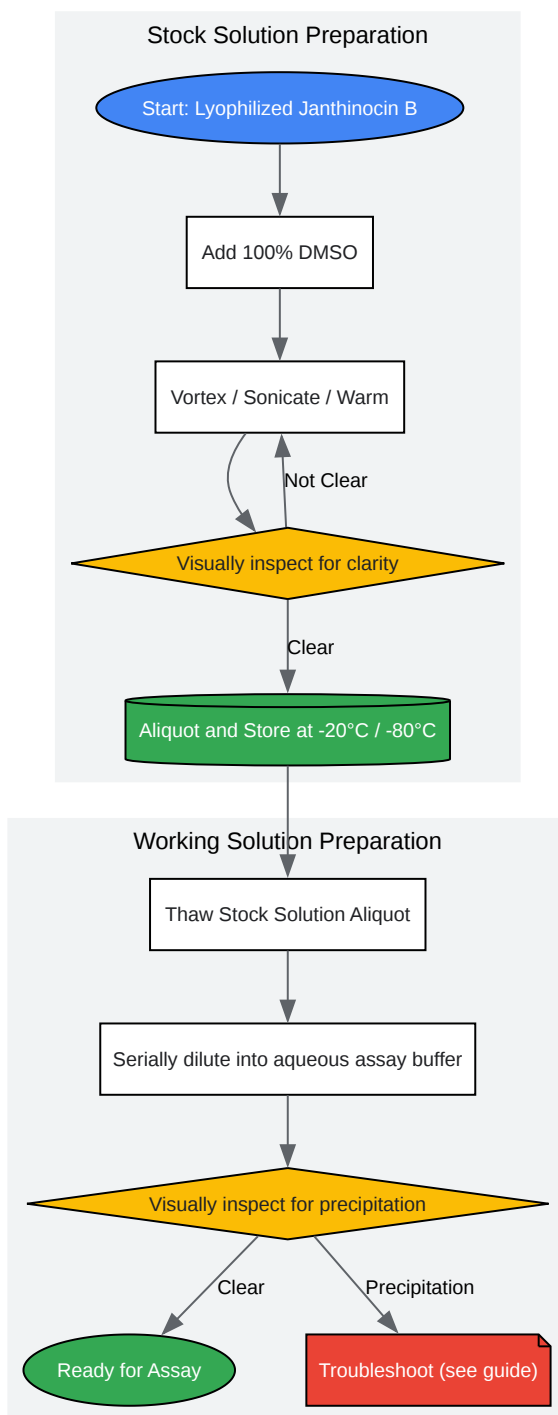 Stock Solution Preparation
Start: Lyophilized Janthinocin B
Add 100% DMSO
Vortex / Sonicate / Warm
Not Clear
Visually inspect for clarity
Clear
Aliquot and Store at -20°C / -80°C
Working Solution Preparation
Thaw Stock Solution Aliquot
Serially dilute into aqueous assay buffer
Visually inspect for precipitation
Clear
Precipitation
Ready for Assay
Troubleshoot (see guide)